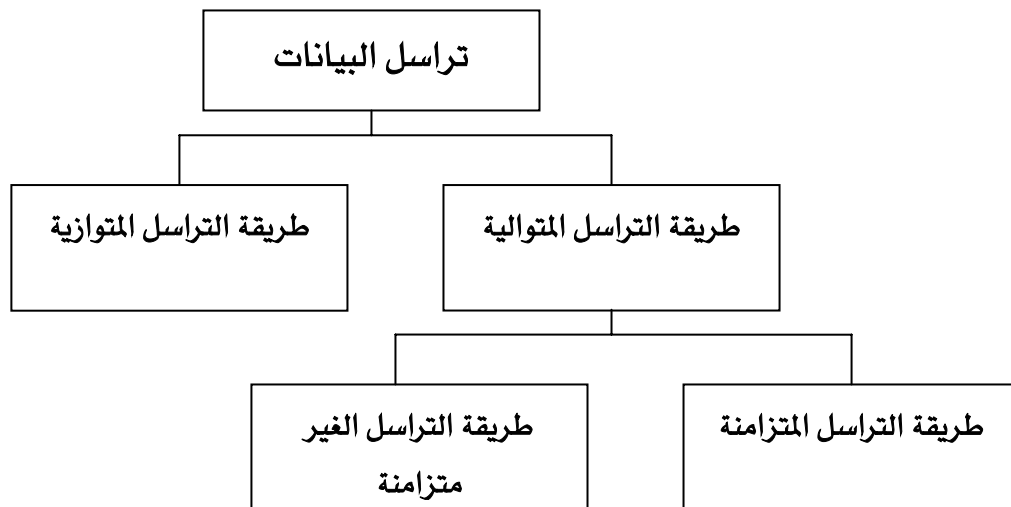 تراسل البيانات
طريقة التراسل المتوالية
طريقة التراسل المتوازية
طريقة التراسل المتزامنة
طريقة التراسل الغير
متزامنة